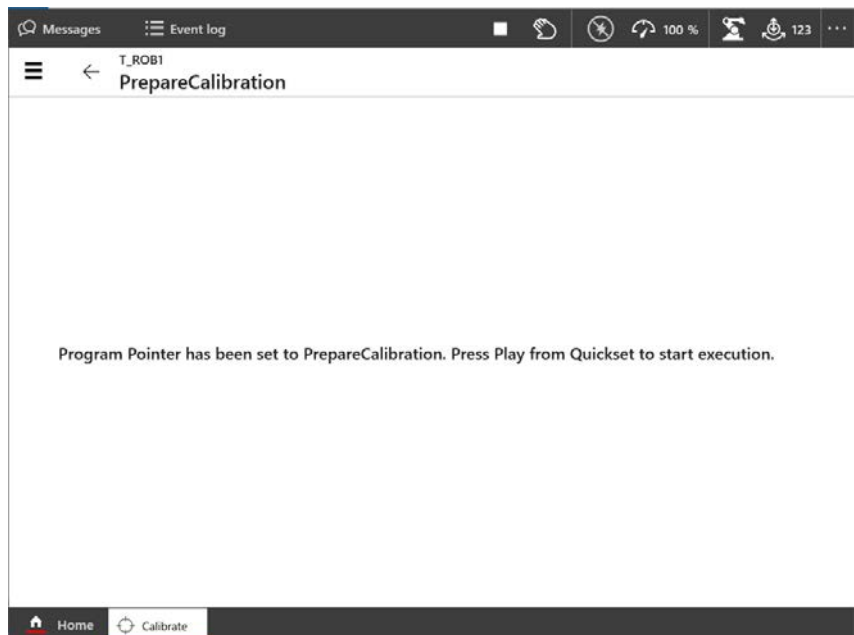 Messages
Event log
100 %
123
T_ROB1
PrepareCalibration
Program Pointer has been set to PrepareCalibration. Press Play from Quickset to start execution.
Home
Calibrate